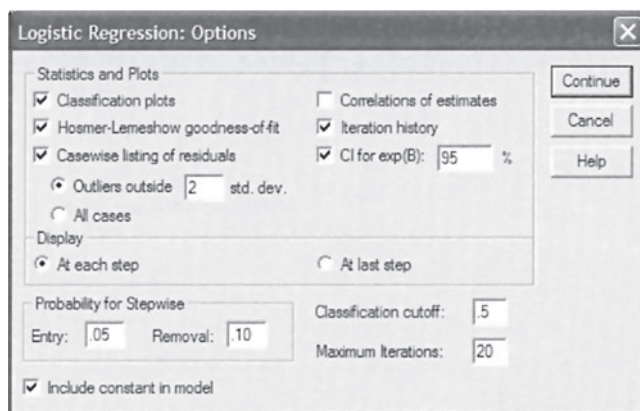 Logistic Regression: Options
Statistics and Plots
Classification plots
Correlations of estimates
Hosmer-Lemeshow goodness-of-fit
Iteration history
Casewise listing of residuals
CI for exp(B): 95 %
Outliers outside 2 std. dev.
All cases
Display
At each step
At last step
Probability for Stepwise
Entry: .05 Removal: .10
Classification cutoff: .5
Maximum Iterations: 20
Include constant in model
Continue
Cancel
Help